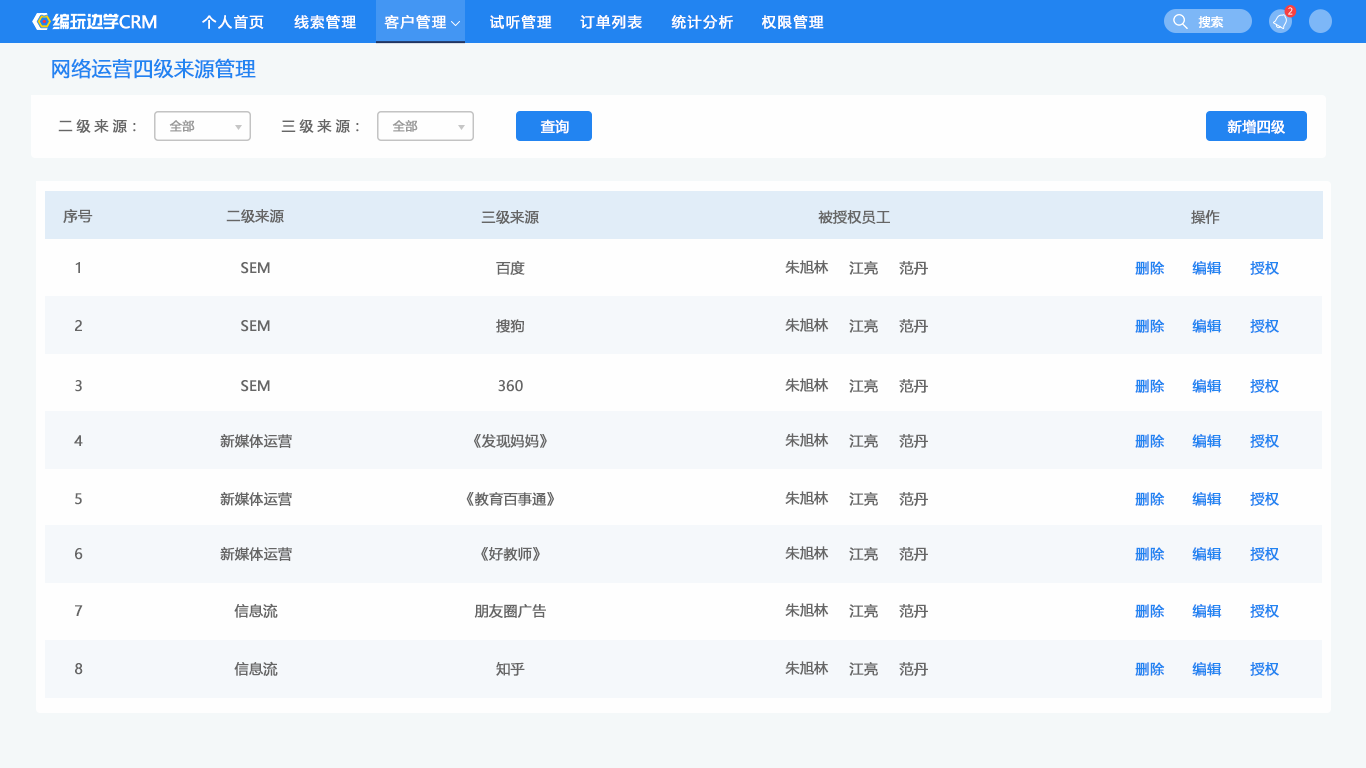 编玩边学CRM 个人首页 线索管理 客户管理 试听管理 订单列表 统计分析 权限管理 搜索 2
网络运营四级来源管理
二级来源： 全部 三级来源： 全部 查询 新增四级
序号 二级来源 三级来源 被授权员工 操作
1 SEM 百度 朱旭林 江亮 范丹 删除 编辑 授权
2 SEM 搜狗 朱旭林 江亮 范丹 删除 编辑 授权
3 SEM 360 朱旭林 江亮 范丹 删除 编辑 授权
4 新媒体运营 《发现妈妈》 朱旭林 江亮 范丹 删除 编辑 授权
5 新媒体运营 《教育百事通》 朱旭林 江亮 范丹 删除 编辑 授权
6 新媒体运营 《好教师》 朱旭林 江亮 范丹 删除 编辑 授权
7 信息流 朋友圈广告 朱旭林 江亮 范丹 删除 编辑 授权
8 信息流 知乎 朱旭林 江亮 范丹 删除 编辑 授权